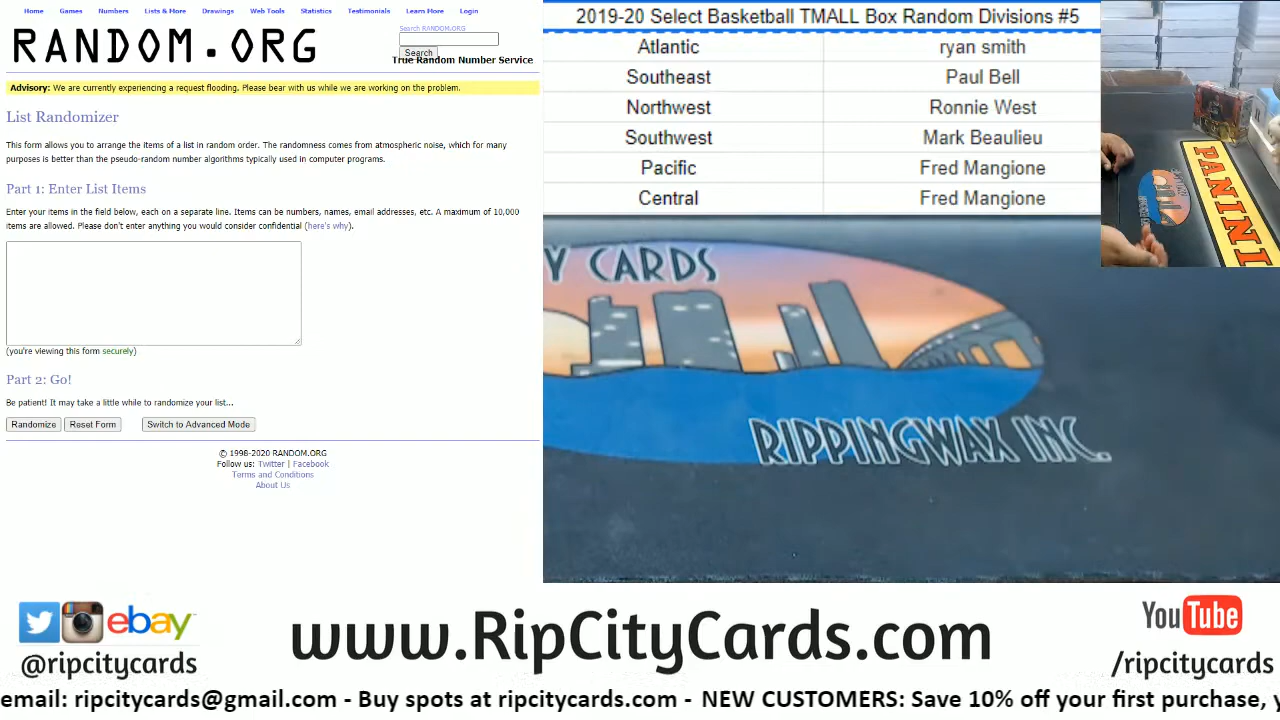 Home Games Numbers Lists & More Drawings Web Tools Statistics Testimonials Learn More Login
RANDOM.ORG
Search RANDOM.ORG
Search
True Random Number Service
Advisory: We are currently experiencing a request flooding. Please bear with us while we are working on the problem.
List Randomizer
This form allows you to arrange the items of a list in random order. The randomness comes from atmospheric noise, which for many
purposes is better than the pseudo-random number algorithms typically used in computer programs.
Part 1: Enter List Items
Enter your items in the field below, each on a separate line. Items can be numbers, names, email addresses, etc. A maximum of 10,000
items are allowed. Please don't enter anything you would consider confidential (here's why).
(you're viewing this form securely)
Part 2: Go!
Be patient! It may take a little while to randomize your list...
Randomize Reset Form Switch to Advanced Mode
© 1998-2020 RANDOM.ORG
Follow us: Twitter | Facebook
Terms and Conditions
About Us
2019-20 Select Basketball TMALL Box Random Divisions #5
Atlantic ryan smith
Southeast Paul Bell
Northwest Ronnie West
Southwest Mark Beaulieu
Pacific Fred Mangione
Central Fred Mangione
PANINI
Y CARDS
RIPPINGWAX INC.
ebay
@ripcitycards
www.RipCityCards.com
YouTube
/ripcitycards
email: ripcitycards@gmail.com - Buy spots at ripcitycards.com - NEW CUSTOMERS: Save 10% off your first purchase,